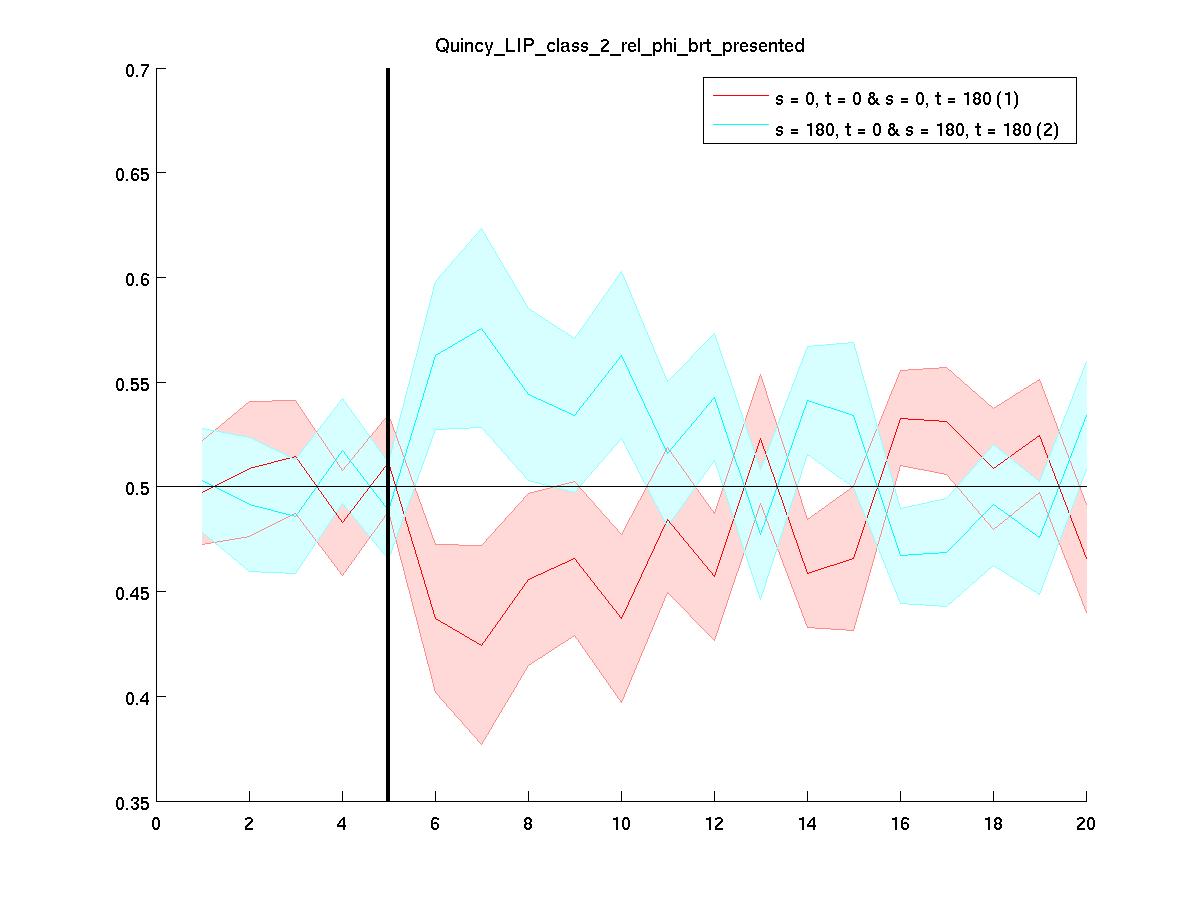 Quincy_LIP_class_2_rel_phi_brt_presented
s = 0, t = 0 & s = 0, t = 180 (1)
s = 180, t = 0 & s = 180, t = 180 (2)
0.7
0.65
0.6
0.55
0.5
0.45
0.4
0.35
0 2 4 6 8 10 12 14 16 18 20